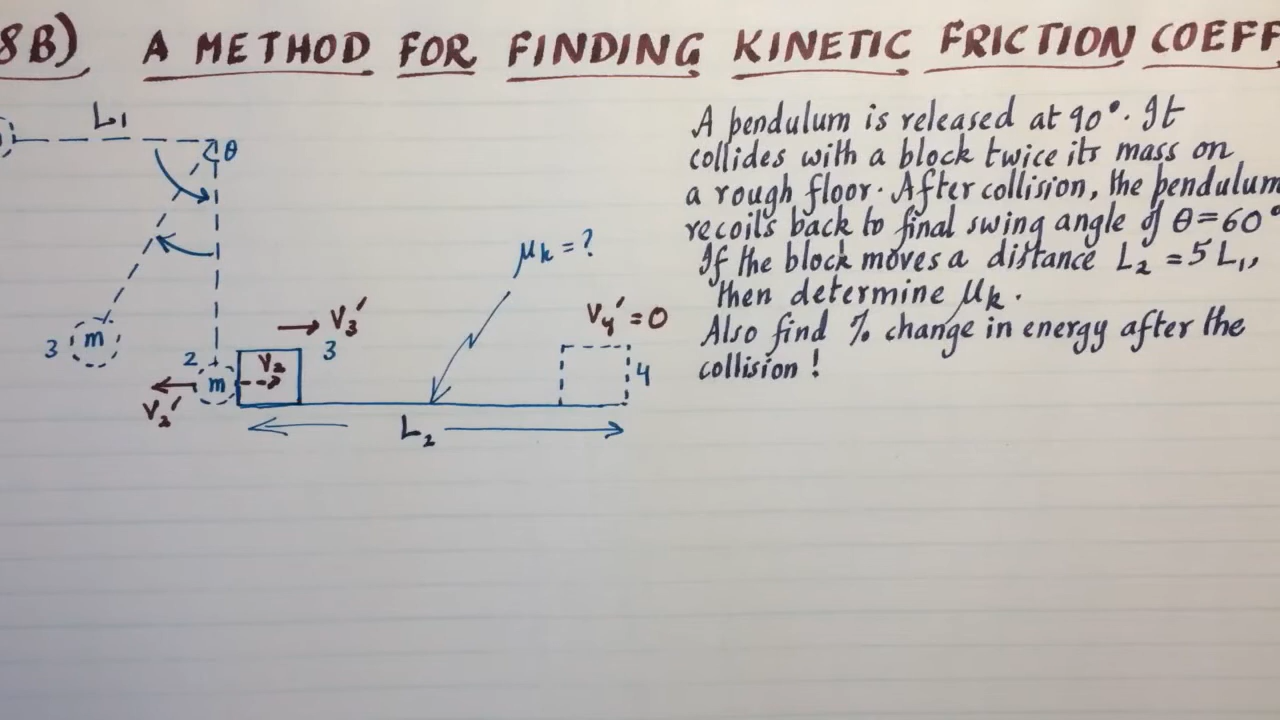 8B) A METHOD FOR FINDING KINETIC FRICTION COEFF
L₁
θ
A pendulum is released at 90°. It
collides with a block twice its mass on
a rough floor. After collision, the pendulum
recoils back to final swing angle of θ=60°
If the block moves a distance L₂ = 5 L₁,
then determine μk.
Also find % change in energy after the
collision!
μk = ?
V₃'
3
V₄' = 0
3 m
2 m
V₂
4
V₂'
L₂